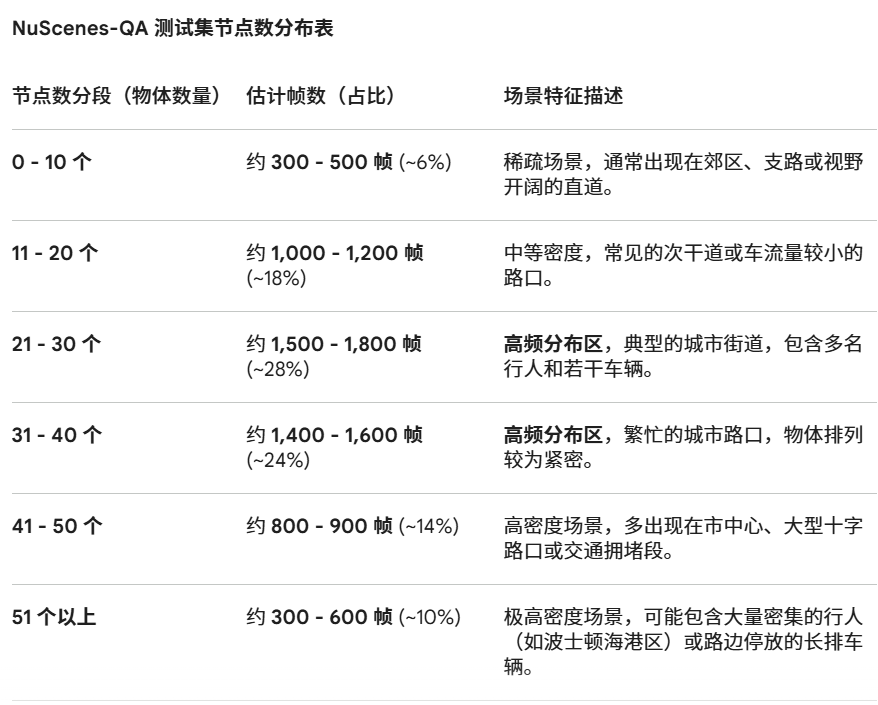 NuScenes-QA 测试集节点数分布表
节点数分段（物体数量） 估计帧数（占比） 场景特征描述
0 - 10 个 约 300 - 500 帧 (~6%) 稀疏场景，通常出现在郊区、支路或视野
开阔的直道。
11 - 20 个 约 1,000 - 1,200 帧 中等密度，常见的次干道或车流量较小的
(~18%) 路口。
21 - 30 个 约 1,500 - 1,800 帧 高频分布区，典型的城市街道，包含多名
(~28%) 行人和若干车辆。
31 - 40 个 约 1,400 - 1,600 帧 高频分布区，繁忙的城市路口，物体排列
(~24%) 较为紧密。
41 - 50 个 约 800 - 900 帧 (~14%) 高密度场景，多出现在市中心、大型十字
路口或交通拥堵段。
51 个以上 约 300 - 600 帧 (~10%) 极高密度场景，可能包含大量密集的行人
（如波士顿海港区）或路边停放的长排车
辆。